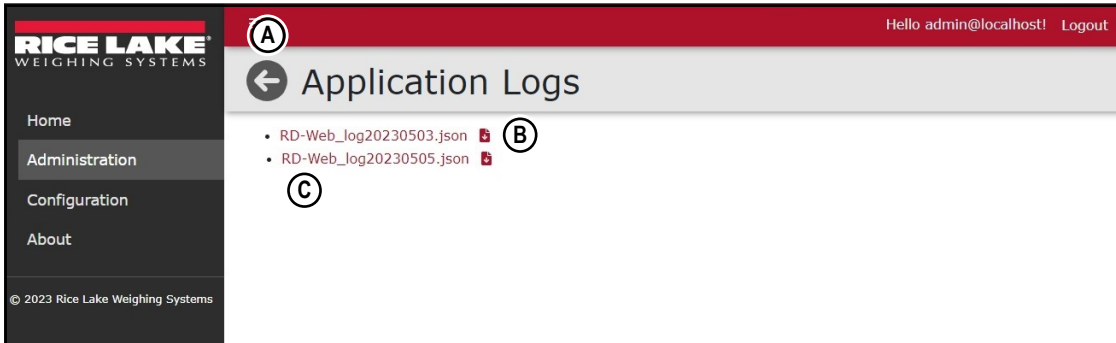 RICE LAKE
WEIGHING SYSTEMS
Home
Administration
Configuration
About
© 2023 Rice Lake Weighing Systems
Hello admin@localhost! Logout
A
Application Logs
RD-Web_log20230503.json B
RD-Web_log20230505.json
C